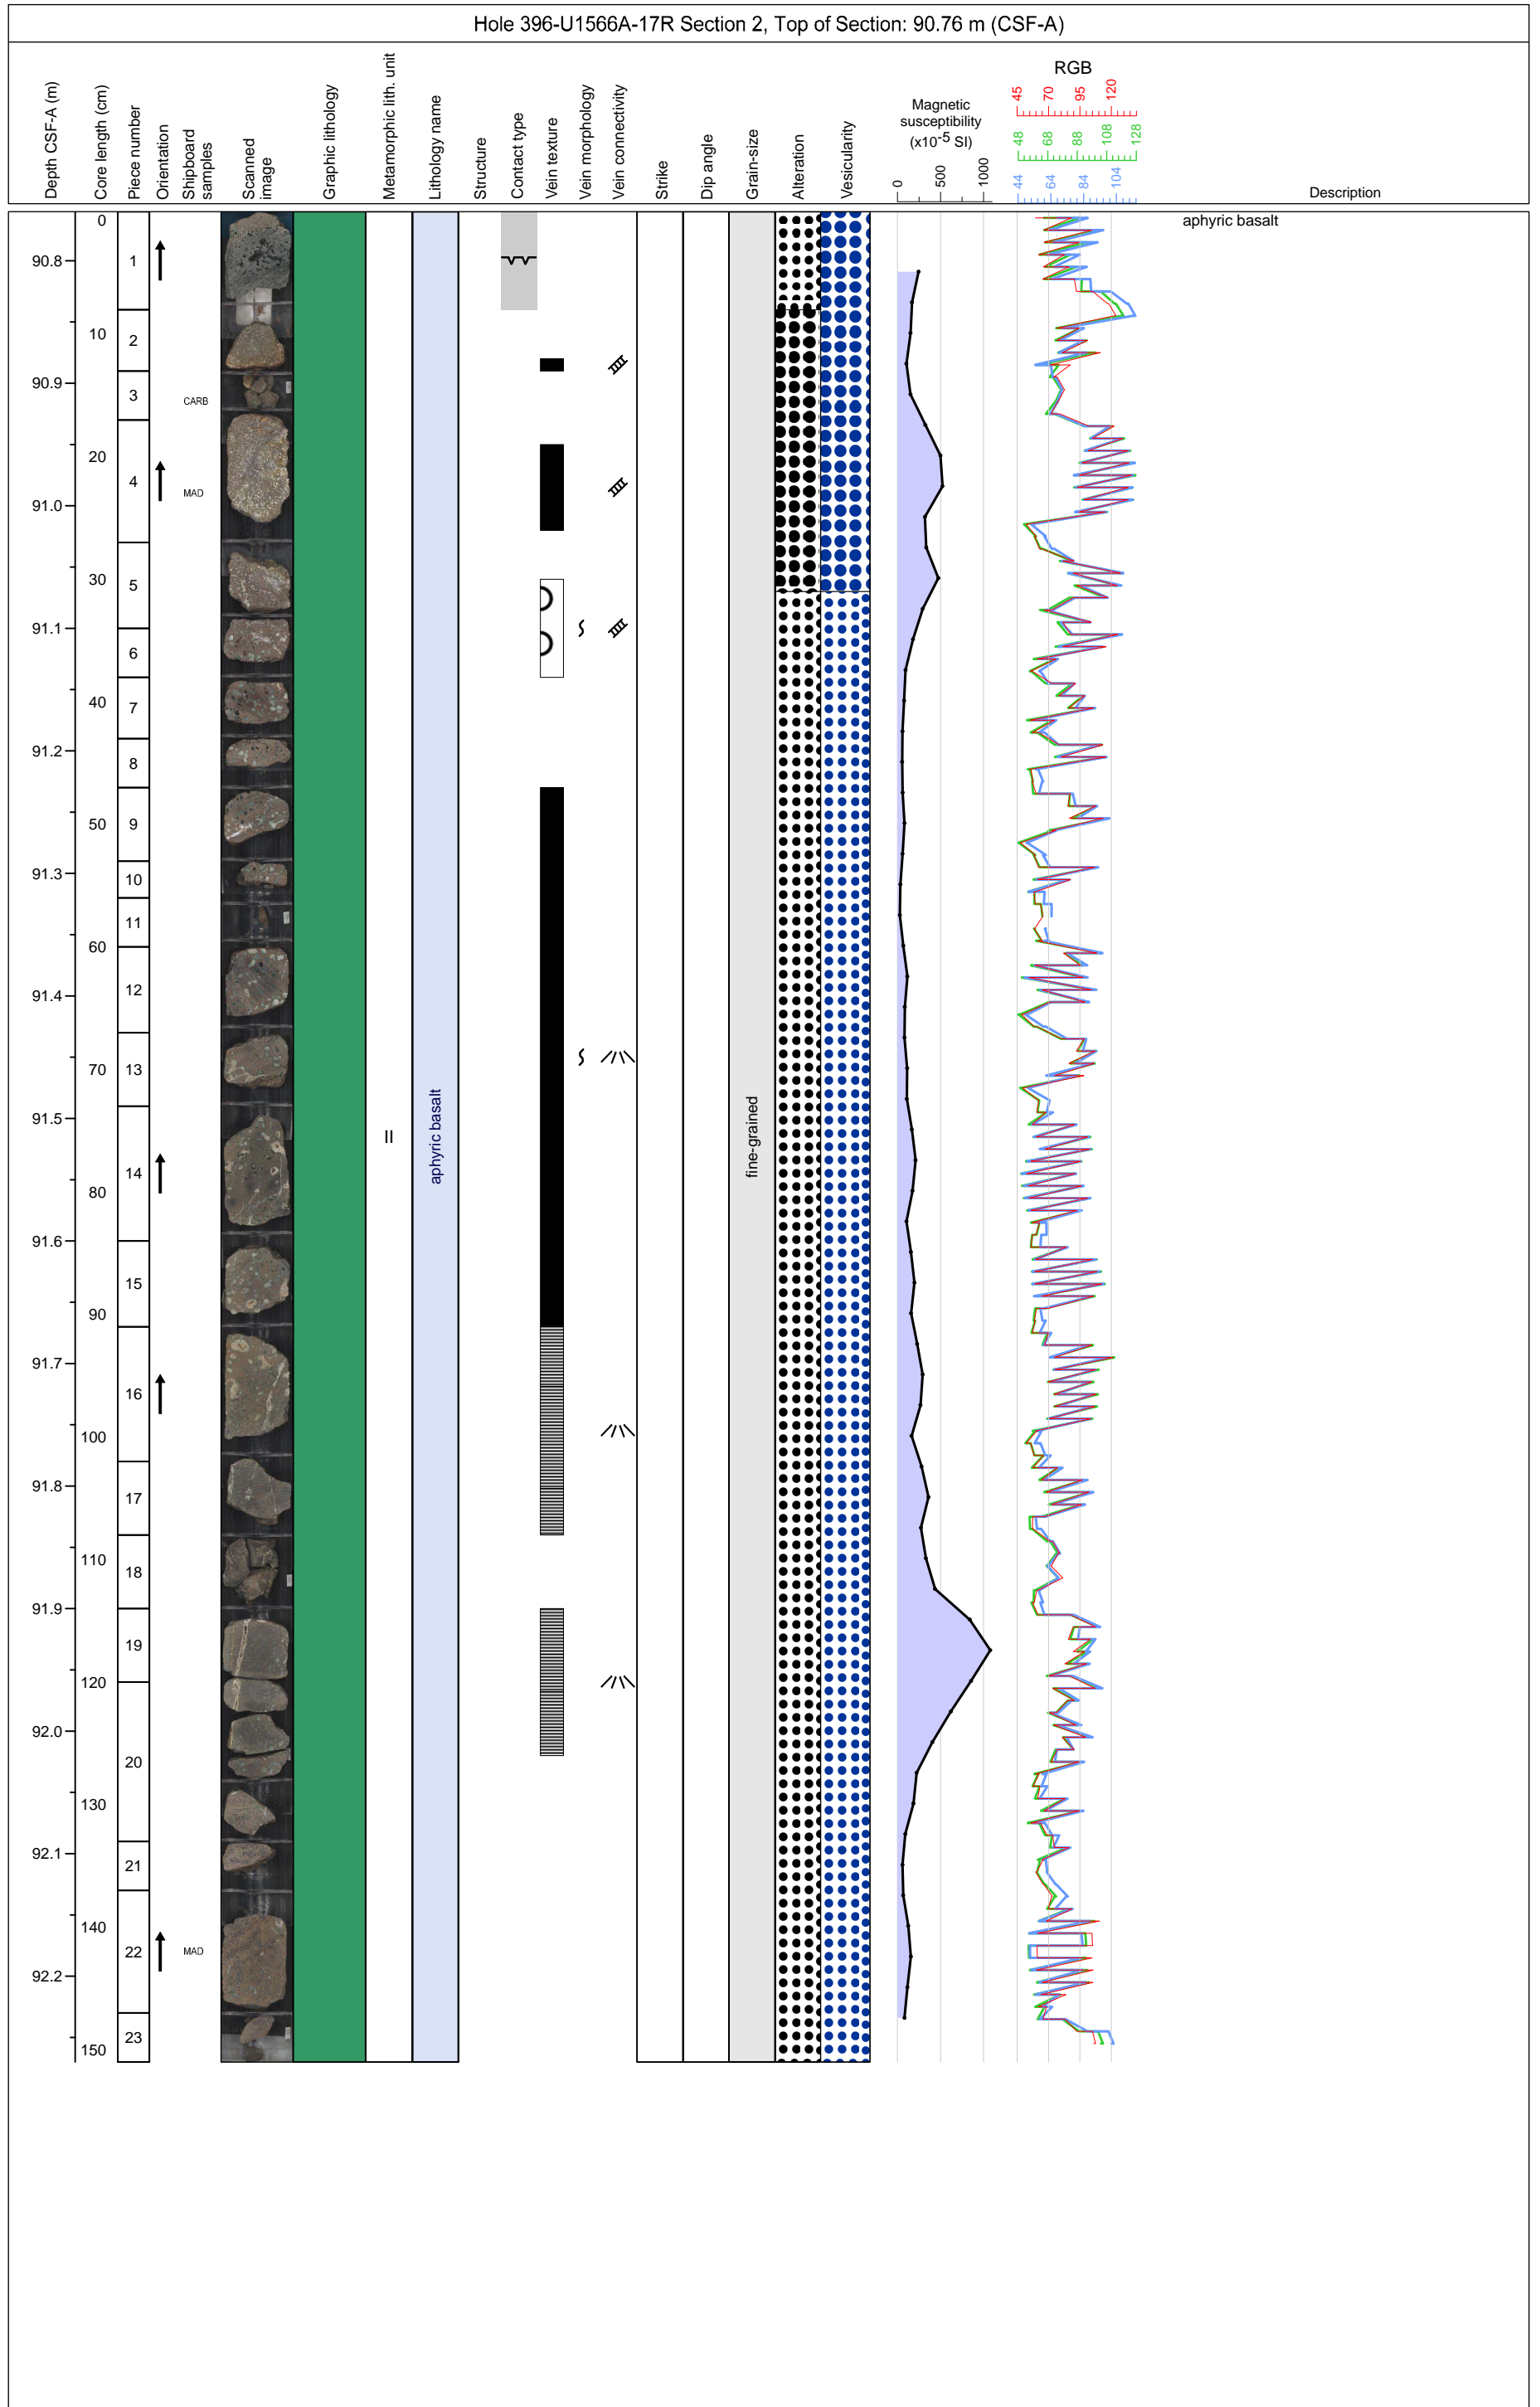 Hole 396-U1566A-17R Section 2, Top of Section: 90.76 m (CSF-A)
Depth CSF-A (m)
Core length (cm)
Piece number
Orientation
Shipboard
samples
Scanned
image
Graphic lithology
Metamorphic lith. unit
Lithology name
Structure
Contact type
Vein texture
Vein morphology
Vein connectivity
Strike
Dip angle
Grain-size
Alteration
Vesicularity
Magnetic
susceptibility
(x10-5 SI)
0 500 1000
RGB
45 70 95 120
48 68 88 108 128
44 64 84 104
Description
aphyric basalt
0
90.8 1
10 2
90.9 3
CARB
20
4
MAD
91.0
30 5
91.1
6
40 7
91.2
8
50 9
91.3
10
11
60
12
91.4
70 13
91.5
II
aphyric basalt
fine-grained
14
80
91.6
15
90
91.7
16
100
91.8
17
110 18
91.9
19
120
92.0
20
130
92.1
21
140
22 MAD
92.2
23
150